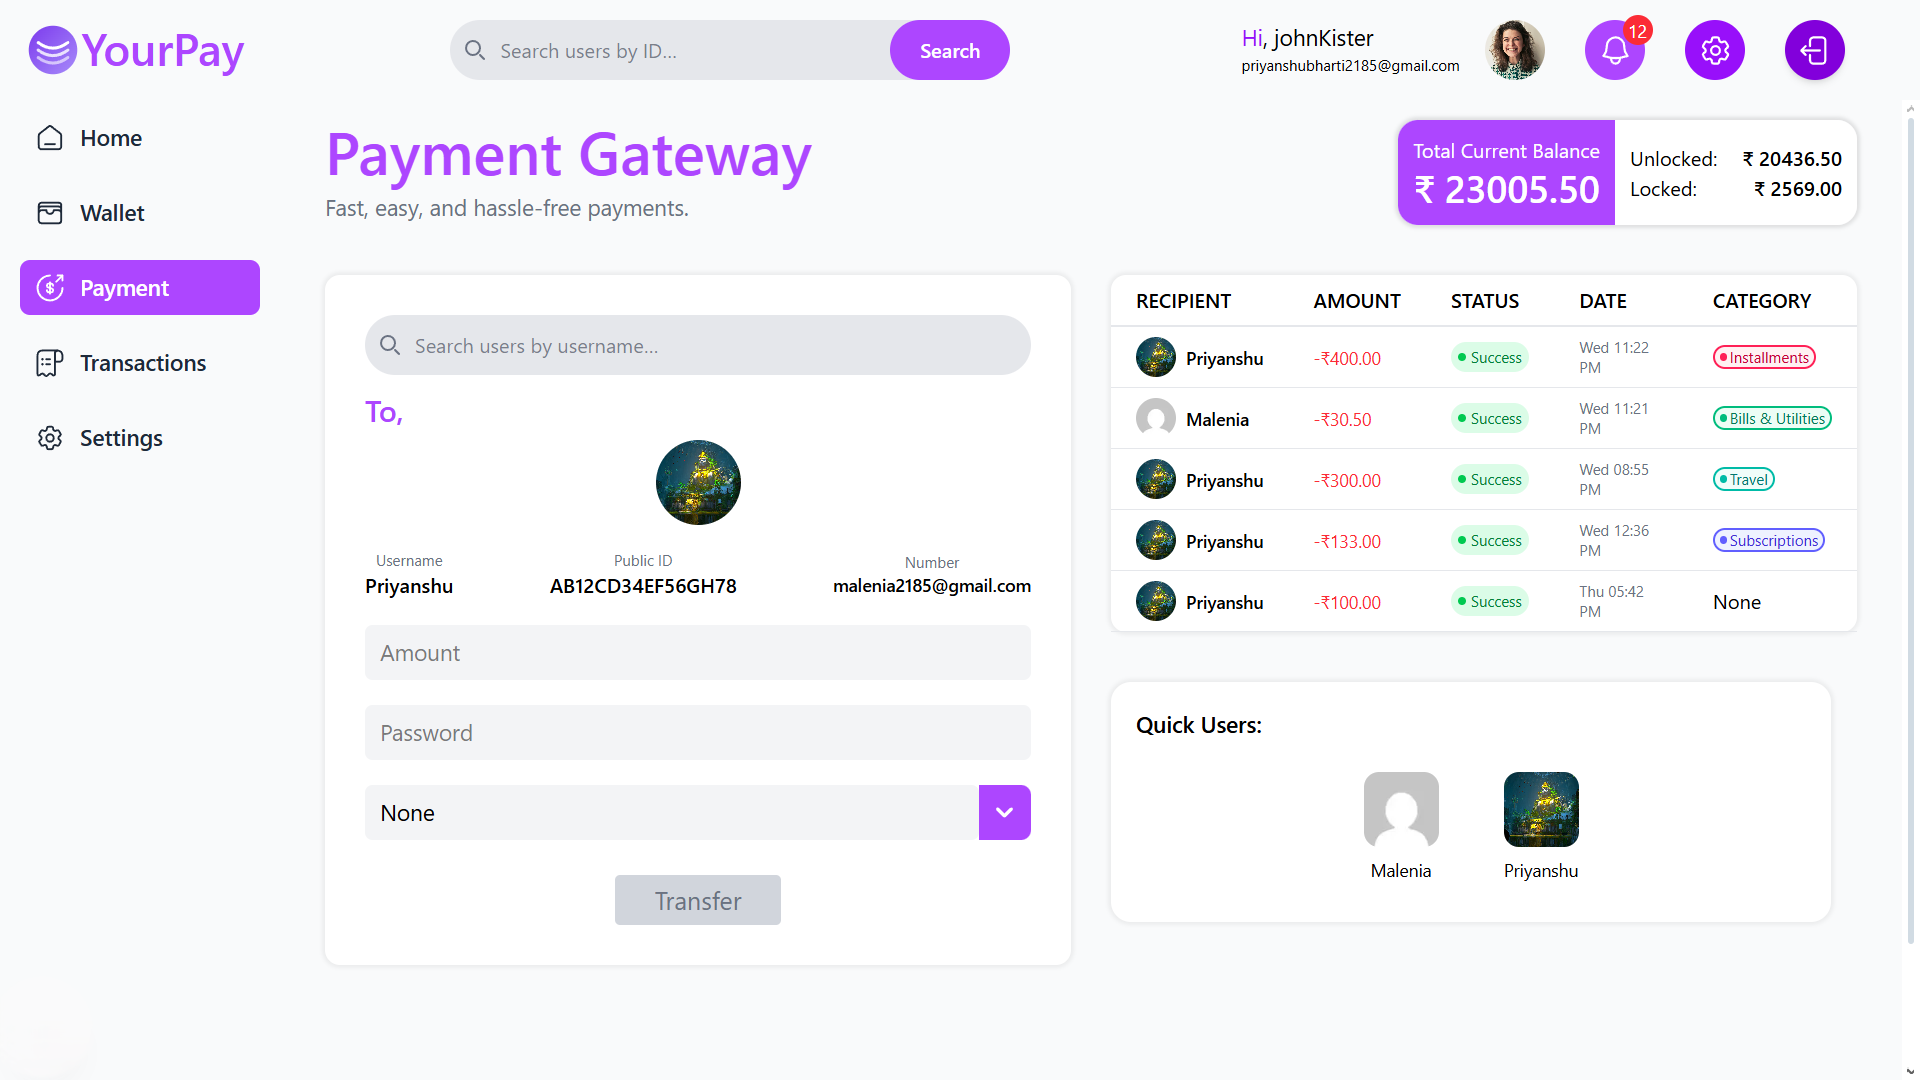 YourPay
Search users by ID...
Search
Hi, johnKister
priyanshubharti2185@gmail.com
12
Home
Wallet
Payment
Transactions
Settings
Payment Gateway
Fast, easy, and hassle-free payments.
Total Current Balance
₹ 23005.50
Unlocked: ₹ 20436.50
Locked: ₹ 2569.00
Search users by username...
To,
Username
Priyanshu
Public ID
AB12CD34EF56GH78
Number
malenia2185@gmail.com
Amount
Password
None
Transfer
RECIPIENT AMOUNT STATUS DATE CATEGORY
Priyanshu -₹400.00 Success Wed 11:22 PM Installments
Malenia -₹30.50 Success Wed 11:21 PM Bills & Utilities
Priyanshu -₹300.00 Success Wed 08:55 PM Travel
Priyanshu -₹133.00 Success Wed 12:36 PM Subscriptions
Priyanshu -₹100.00 Success Thu 05:42 PM None
Quick Users:
Malenia
Priyanshu